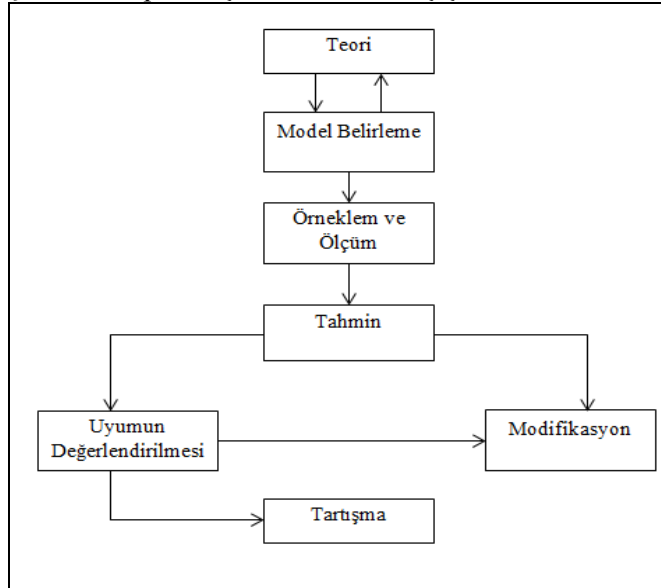 Teori
Model Belirleme
Örneklem ve
Ölçüm
Tahmin
Uyumun
Değerlendirilmesi
Modifikasyon
Tartışma